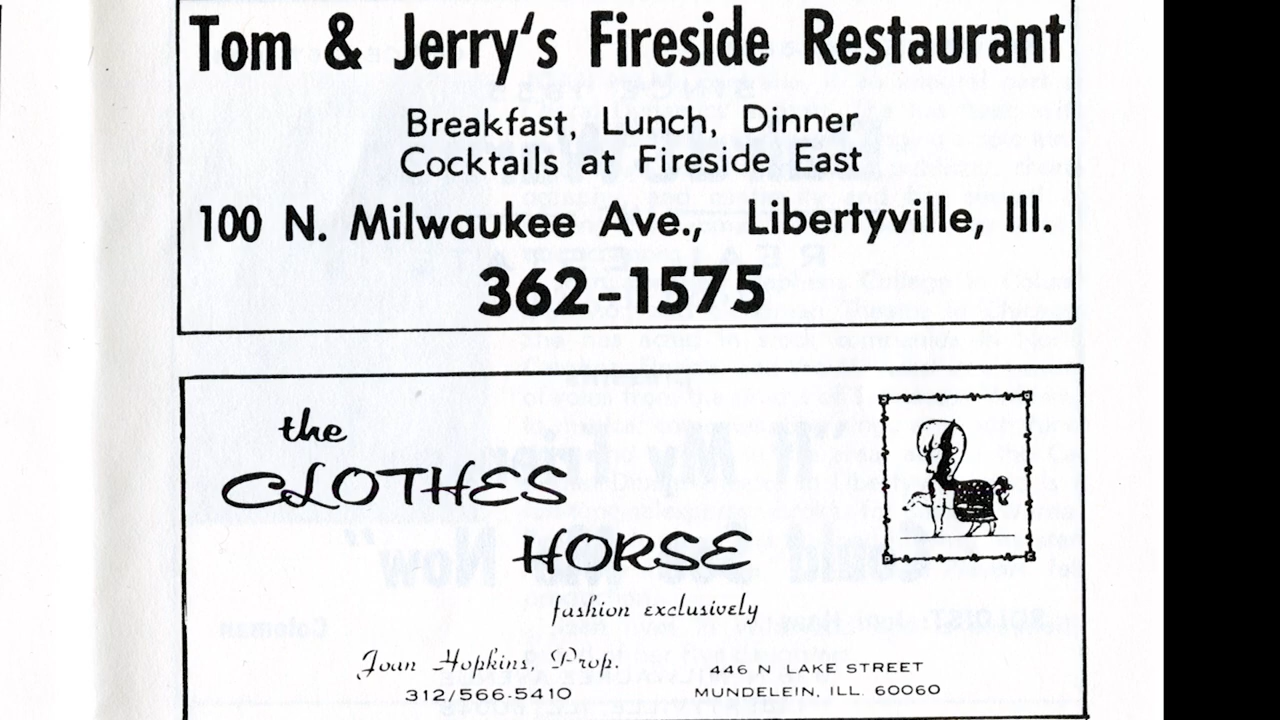 Tom & Jerry's Fireside Restaurant
Breakfast, Lunch, Dinner
Cocktails at Fireside East
100 N. Milwaukee Ave., Libertyville, Ill.
362-1575
the
CLOTHES
HORSE
fashion exclusively
Joan Hopkins, Prop.
312/566-5410
446 N LAKE STREET
MUNDELEIN, ILL. 60060